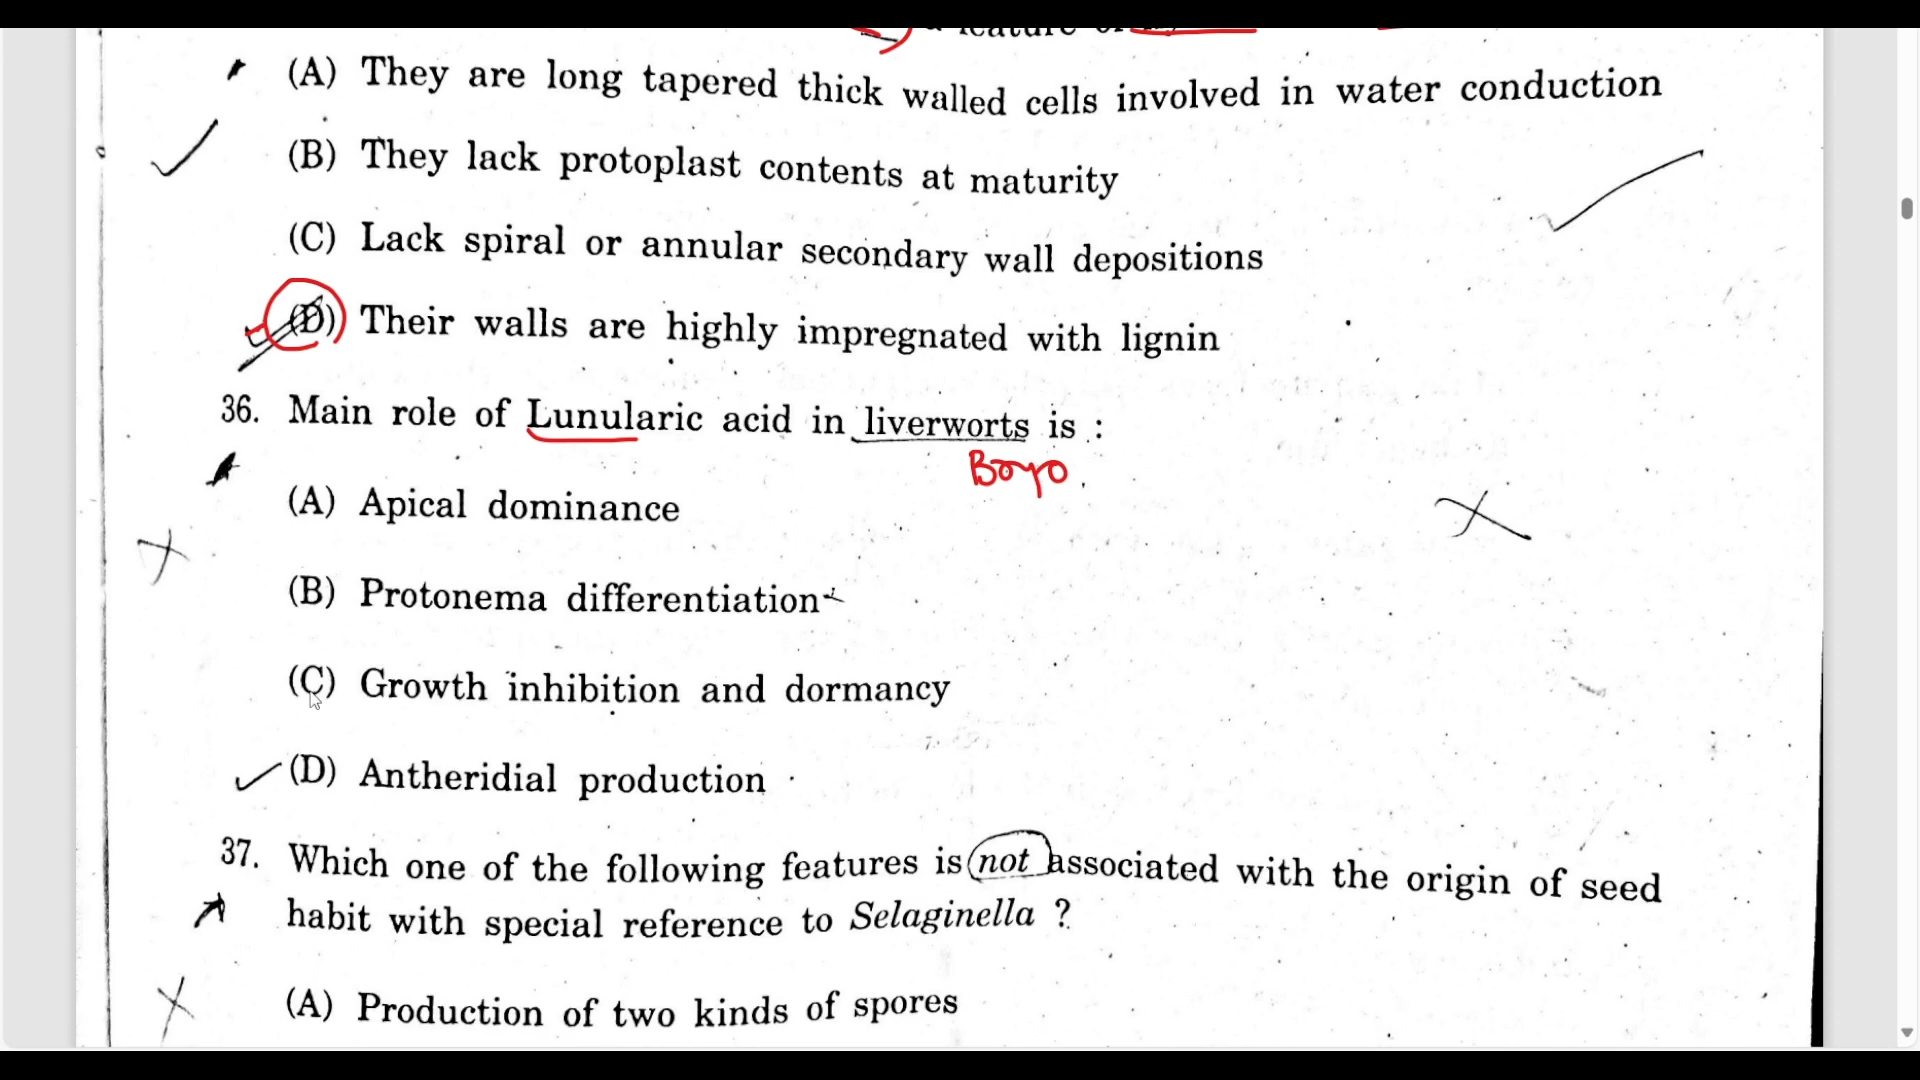 feature of
(A) They are long tapered thick walled cells involved in water conduction
(B) They lack protoplast contents at maturity
(C) Lack spiral or annular secondary wall depositions
(D) Their walls are highly impregnated with lignin
36. Main role of Lunularic acid in liverworts is :
Boyo
(A) Apical dominance
(B) Protonema differentiation
(C) Growth inhibition and dormancy
(D) Antheridial production
37. Which one of the following features is not associated with the origin of seed
habit with special reference to Selaginella ?
(A) Production of two kinds of spores